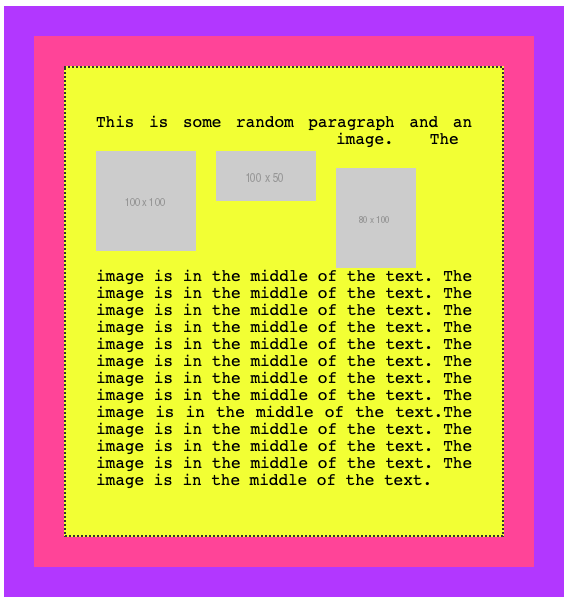 This is some random paragraph and an
image. The
100 x 100
100 x 50
80 x 100
image is in the middle of the text. The
image is in the middle of the text. The
image is in the middle of the text. The
image is in the middle of the text. The
image is in the middle of the text. The
image is in the middle of the text. The
image is in the middle of the text. The
image is in the middle of the text. The
image is in the middle of the text.The
image is in the middle of the text. The
image is in the middle of the text. The
image is in the middle of the text. The
image is in the middle of the text.